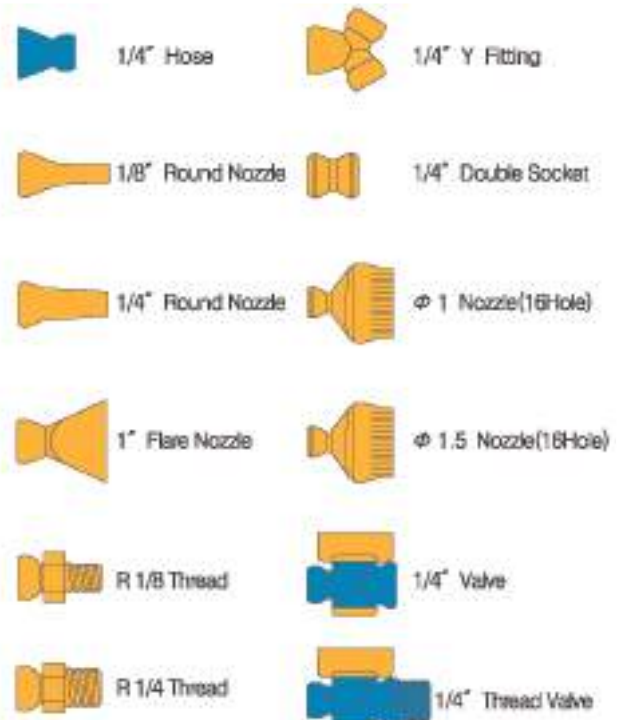 1/4" Hose
1/4" Y Fitting
1/8" Round Nozzle
1/4" Double Socket
1/4" Round Nozzle
Φ 1 Nozzle(16Hole)
1" Flare Nozzle
Φ 1.5 Nozzle(16Hole)
R 1/8 Thread
1/4" Valve
R 1/4 Thread
1/4" Thread Valve